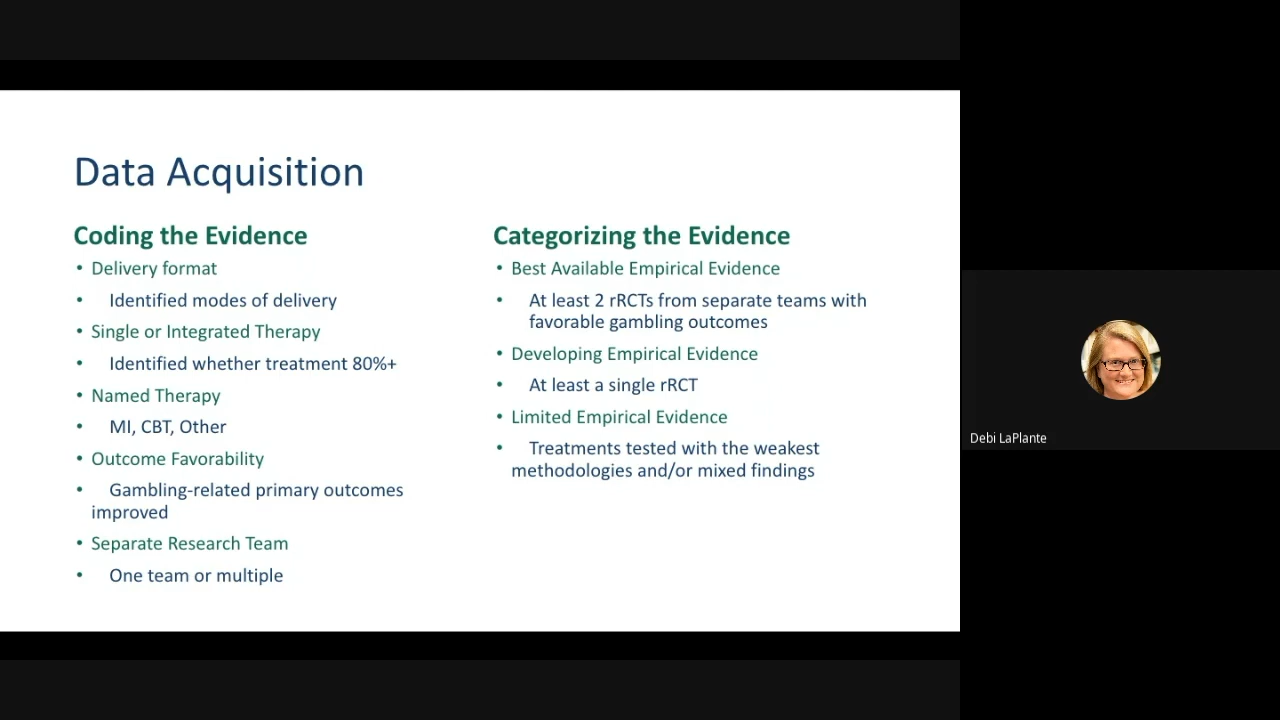 Data Acquisition
Coding the Evidence
• Delivery format
• Identified modes of delivery
• Single or Integrated Therapy
• Identified whether treatment 80%+
• Named Therapy
• MI, CBT, Other
• Outcome Favorability
• Gambling-related primary outcomes
improved
• Separate Research Team
• One team or multiple
Categorizing the Evidence
• Best Available Empirical Evidence
• At least 2 rRCTs from separate teams with
favorable gambling outcomes
• Developing Empirical Evidence
• At least a single rRCT
• Limited Empirical Evidence
• Treatments tested with the weakest
methodologies and/or mixed findings
Debi LaPlante